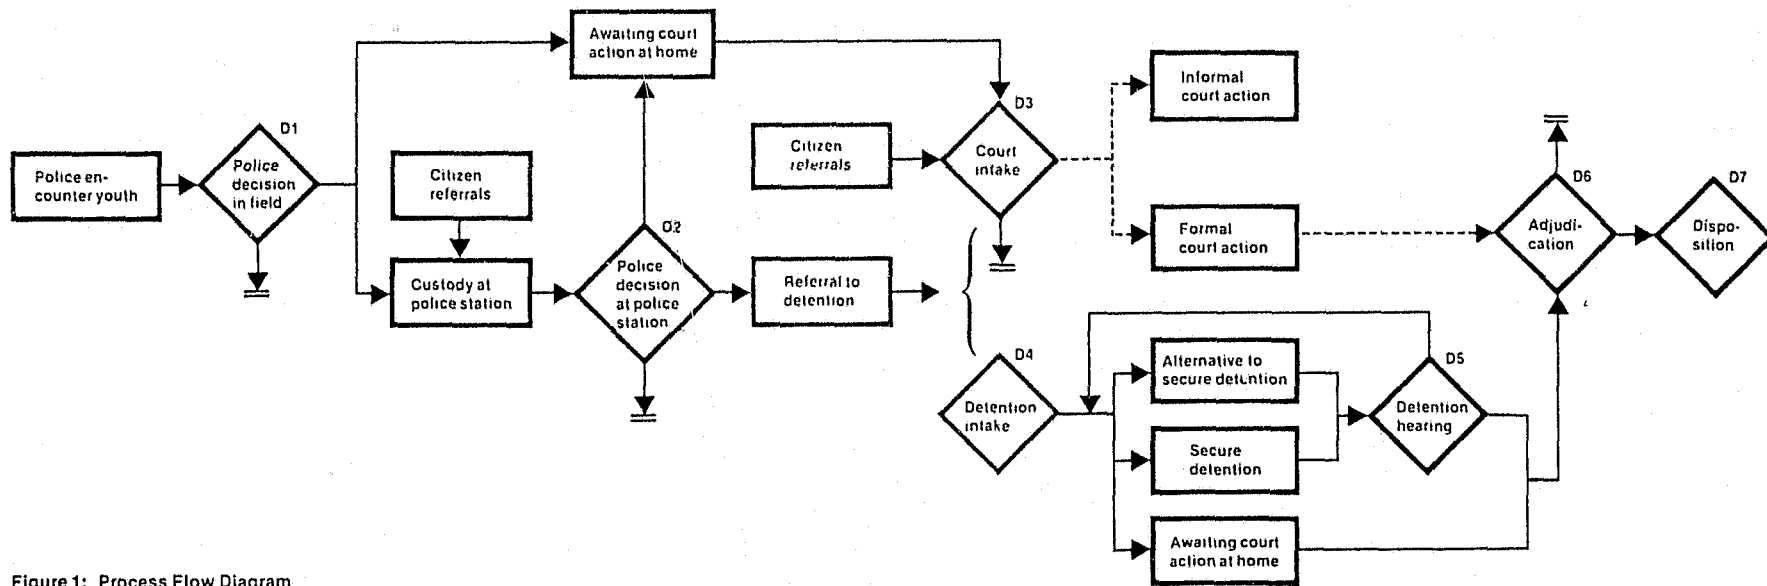 Police en-
counter youth
D1
Police
decision
in field
Citizen
referrals
Custody at
police station
Awaiting court
action at home
D2
Police
decision
at police
station
Citizen
referrals
Referral to
detention
D3
Court
intake
Informal
court action
Formal
court action
D4
Detention
intake
Alternative to
secure detention
Secure
detention
Awaiting court
action at home
D5
Detention
hearing
D6
Adjudi-
cation
D7
Dispo-
sition
Figure 1: Process Flow Diagram